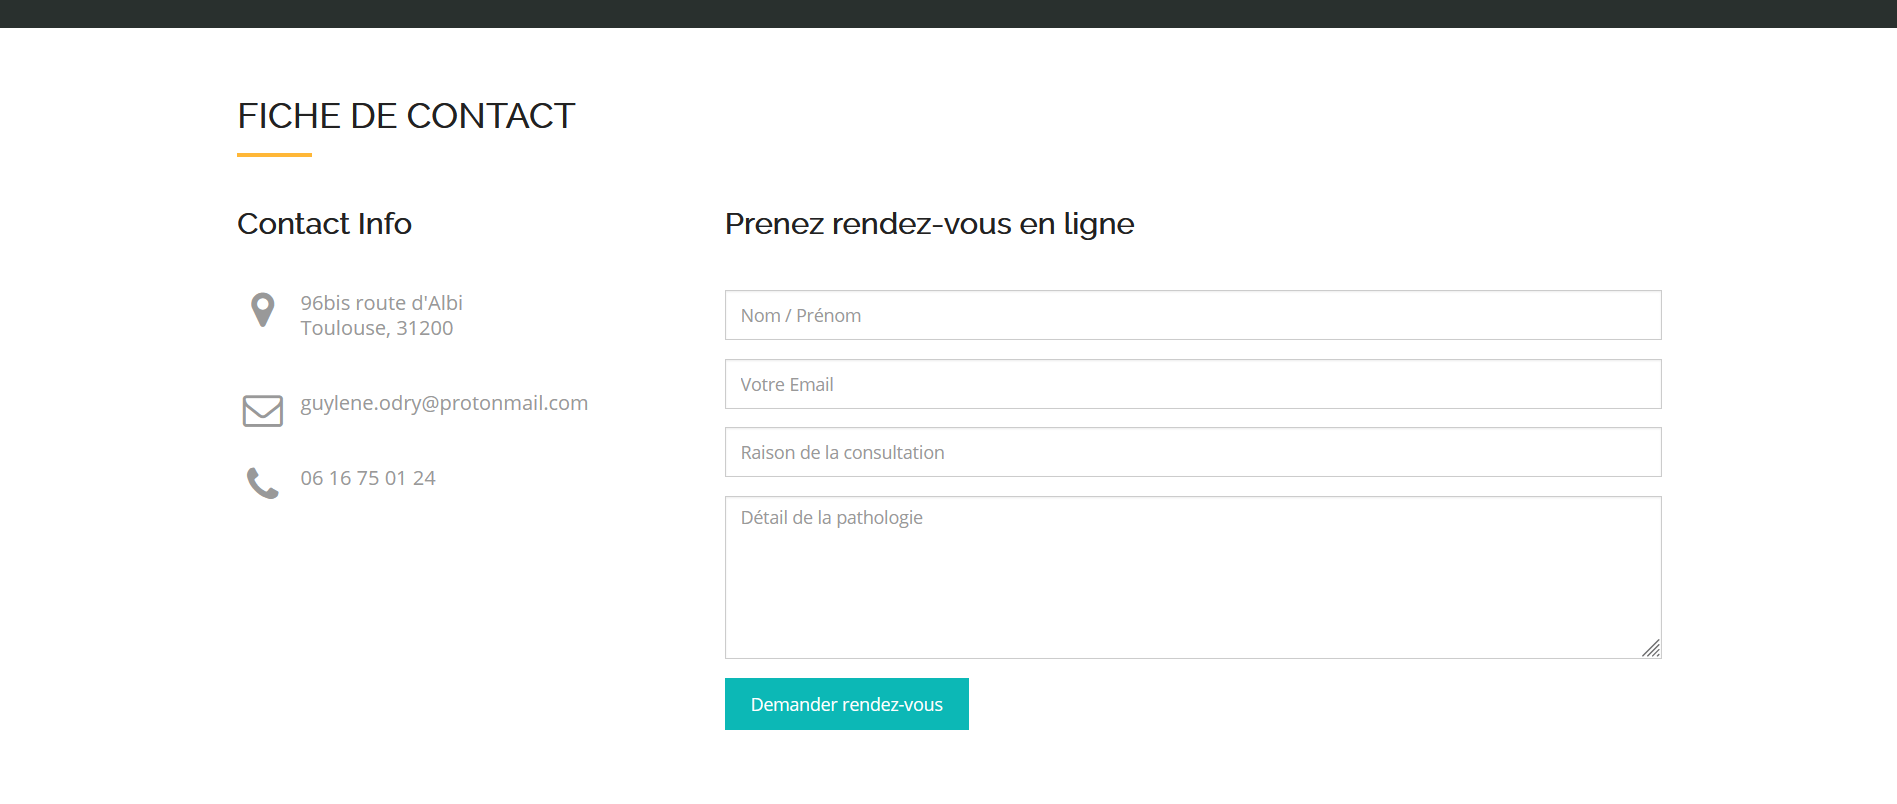 FICHE DE CONTACT
Contact Info
96bis route d'Albi
Toulouse, 31200
guylene.odry@protonmail.com
06 16 75 01 24
Prenez rendez-vous en ligne
Nom / Prénom
Votre Email
Raison de la consultation
Détail de la pathologie
Demander rendez-vous